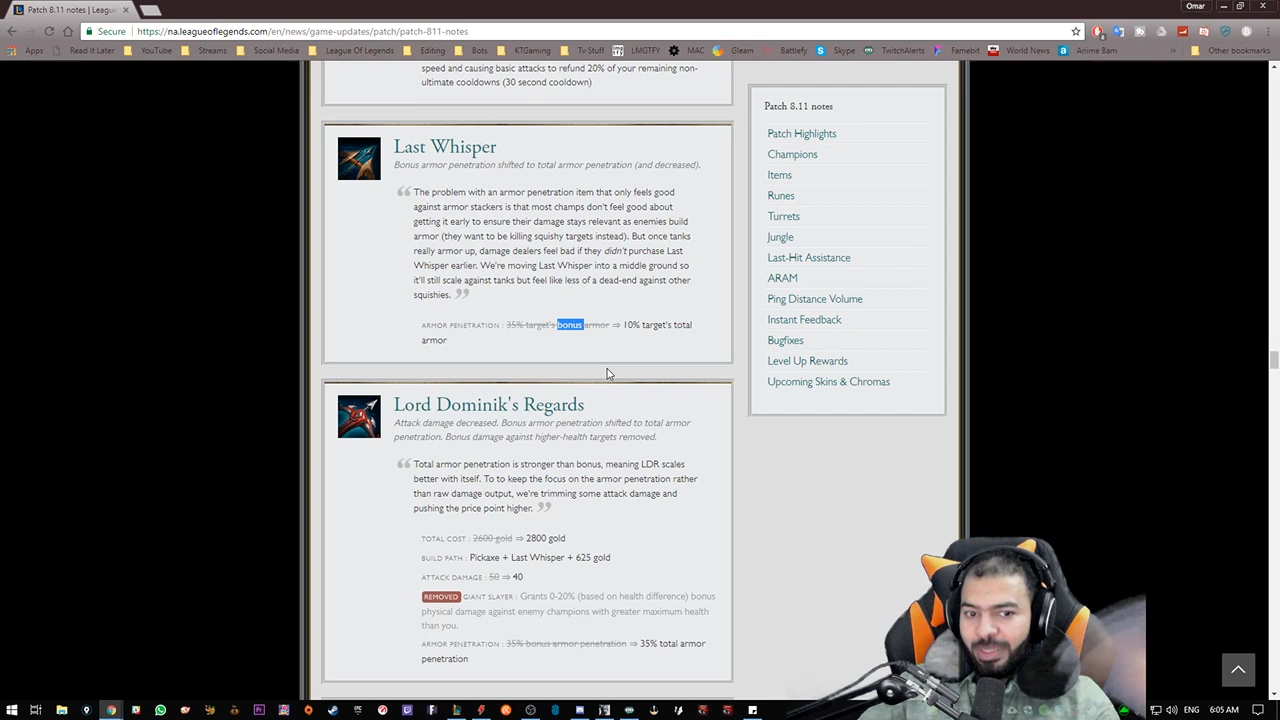 Patch 8.11 notes | Leagu
Omar
Secure
https://na.leagueoflegends.com/en/news/game-updates/patch/patch-811-notes
Apps Read It Later YouTube Streams Social Media League Of Legends Editing Bots KTGaming Tv Stuff LMGTFY MAC Gleam Battlefy Skype TwitchAlerts Famebit World News Anime Bam Other bookmarks
speed and causing basic attacks to refund 20% of your remaining non-
ultimate cooldowns (30 second cooldown)
Last Whisper
Bonus armor penetration shifted to total armor penetration (and decreased).
The problem with an armor penetration item that only feels good
against armor stackers is that most champs don't feel good about
getting it early to ensure their damage stays relevant as enemies build
armor (they want to be killing squishy targets instead). But once tanks
really armor up, damage dealers feel bad if they didn't purchase Last
Whisper earlier. We're moving Last Whisper into a middle ground so
it'll still scale against tanks but feel like less of a dead-end against other
squishies.
ARMOR PENETRATION : 35% target's bonus armor ⇒ 10% target's total
armor
Lord Dominik's Regards
Attack damage decreased. Bonus armor penetration shifted to total armor
penetration. Bonus damage against higher-health targets removed.
Total armor penetration is stronger than bonus, meaning LDR scales
better with itself. To to keep the focus on the armor penetration rather
than raw damage output, we're trimming some attack damage and
pushing the price point higher.
TOTAL COST : 2600 gold ⇒ 2800 gold
BUILD PATH : Pickaxe + Last Whisper + 625 gold
ATTACK DAMAGE : 50 ⇒ 40
REMOVED GIANT SLAYER : Grants 0-20% (based on health difference) bonus
physical damage against enemy champions with greater maximum health
than you.
ARMOR PENETRATION : 35% bonus armor penetration ⇒ 35% total armor
penetration
Patch 8.11 notes
Patch Highlights
Champions
Items
Runes
Turrets
Jungle
Last-Hit Assistance
ARAM
Ping Distance Volume
Instant Feedback
Bugfixes
Level Up Rewards
Upcoming Skins & Chromas
ENG 6:05 AM